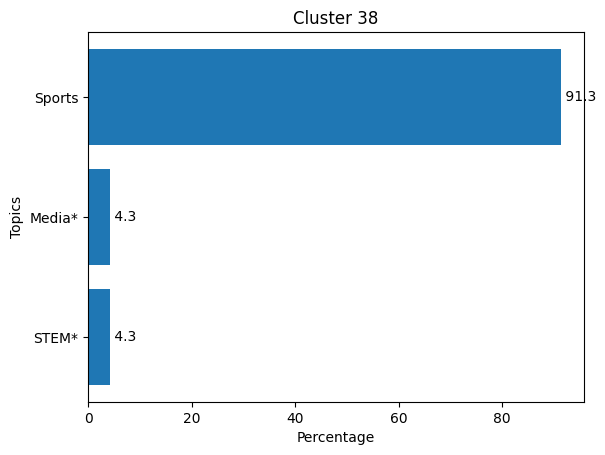 Cluster 38
Sports
91.3
Media*
4.3
STEM*
4.3
Topics
0 20 40 60 80
Percentage